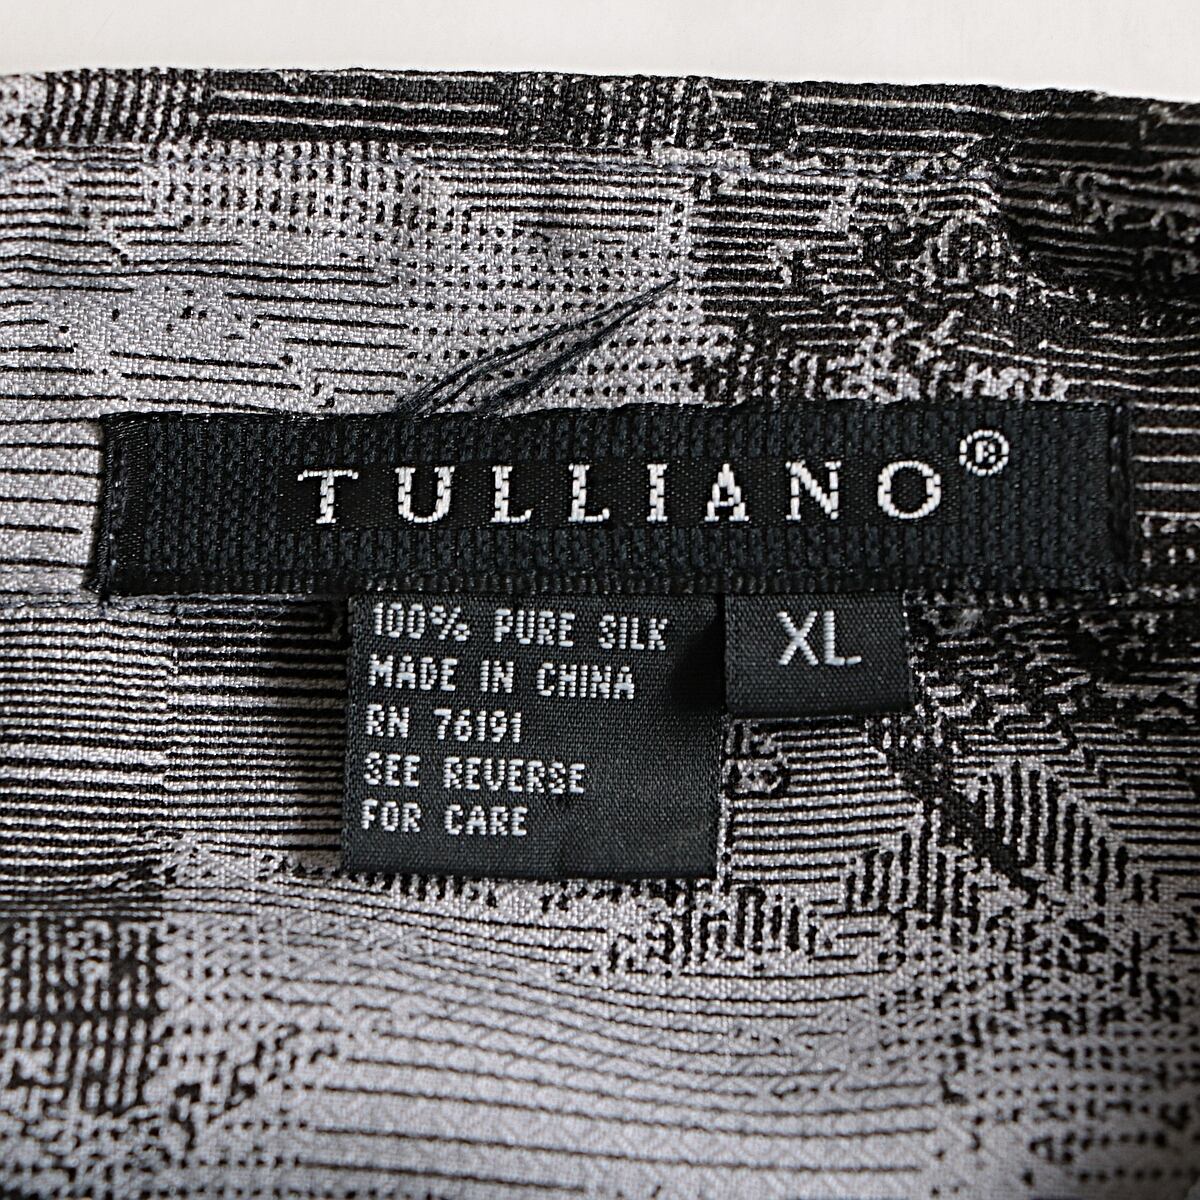 TULLIANO®
100% PURE SILK
MADE IN CHINA
RN 76191
SEE REVERSE
FOR CARE
XL